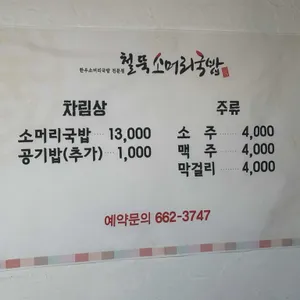 한우소머리국밥 전문점
철뚝 소머리국밥
차림상
소머리국밥 ··· 13,000
공기밥(추가) ··· 1,000
주류
소 주 ······ 4,000
맥 주 ······ 4,000
막걸리 ······ 4,000
예약문의 662-3747